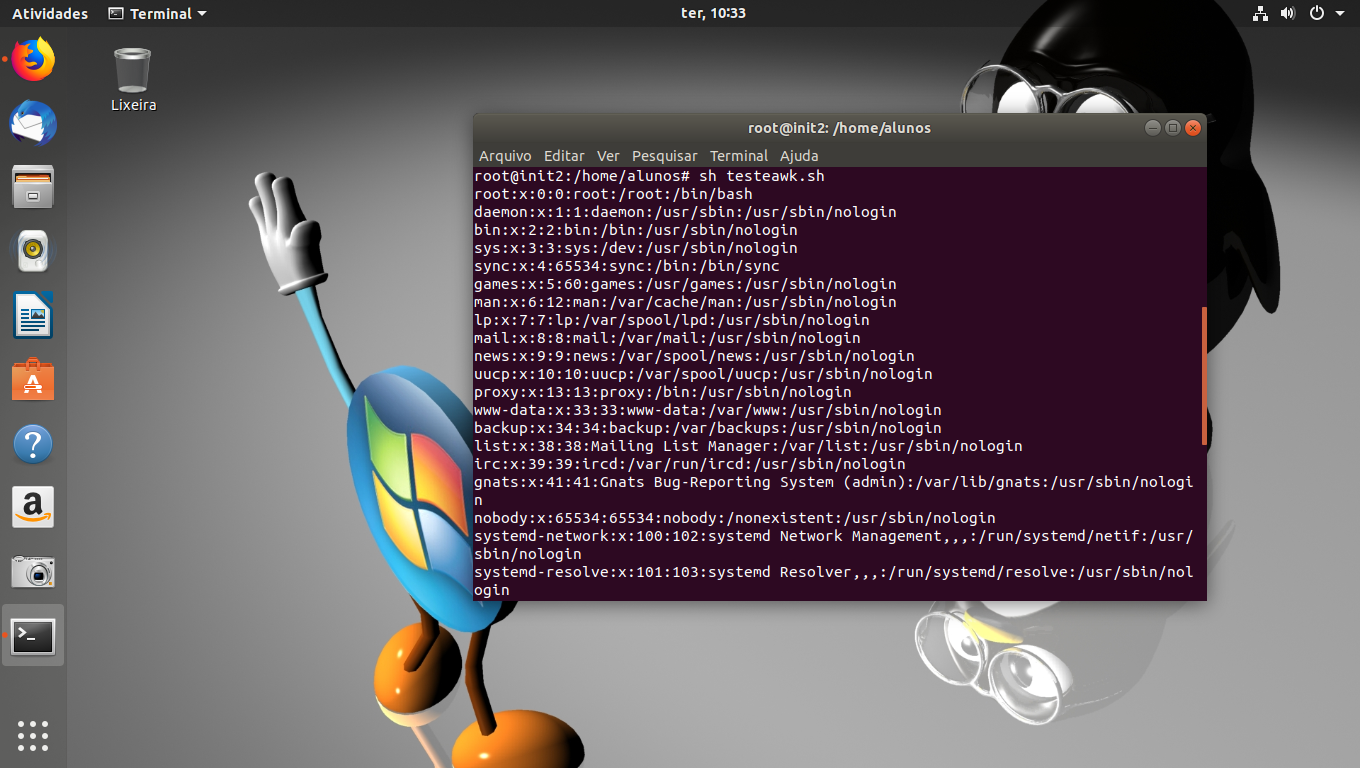 Atividades Terminal ter, 10:33
Lixeira
root@init2: /home/alunos
Arquivo Editar Ver Pesquisar Terminal Ajuda
root@init2:/home/alunos# sh testeawk.sh
root:x:0:0:root:/root:/bin/bash
daemon:x:1:1:daemon:/usr/sbin:/usr/sbin/nologin
bin:x:2:2:bin:/bin:/usr/sbin/nologin
sys:x:3:3:sys:/dev:/usr/sbin/nologin
sync:x:4:65534:sync:/bin:/bin/sync
games:x:5:60:games:/usr/games:/usr/sbin/nologin
man:x:6:12:man:/var/cache/man:/usr/sbin/nologin
lp:x:7:7:lp:/var/spool/lpd:/usr/sbin/nologin
mail:x:8:8:mail:/var/mail:/usr/sbin/nologin
news:x:9:9:news:/var/spool/news:/usr/sbin/nologin
uucp:x:10:10:uucp:/var/spool/uucp:/usr/sbin/nologin
proxy:x:13:13:proxy:/bin:/usr/sbin/nologin
www-data:x:33:33:www-data:/var/www:/usr/sbin/nologin
backup:x:34:34:backup:/var/backups:/usr/sbin/nologin
list:x:38:38:Mailing List Manager:/var/list:/usr/sbin/nologin
irc:x:39:39:ircd:/var/run/ircd:/usr/sbin/nologin
gnats:x:41:41:Gnats Bug-Reporting System (admin):/var/lib/gnats:/usr/sbin/nologi
n
nobody:x:65534:65534:nobody:/nonexistent:/usr/sbin/nologin
systemd-network:x:100:102:systemd Network Management,,,:/run/systemd/netif:/usr/
sbin/nologin
systemd-resolve:x:101:103:systemd Resolver,,,:/run/systemd/resolve:/usr/sbin/nol
ogin